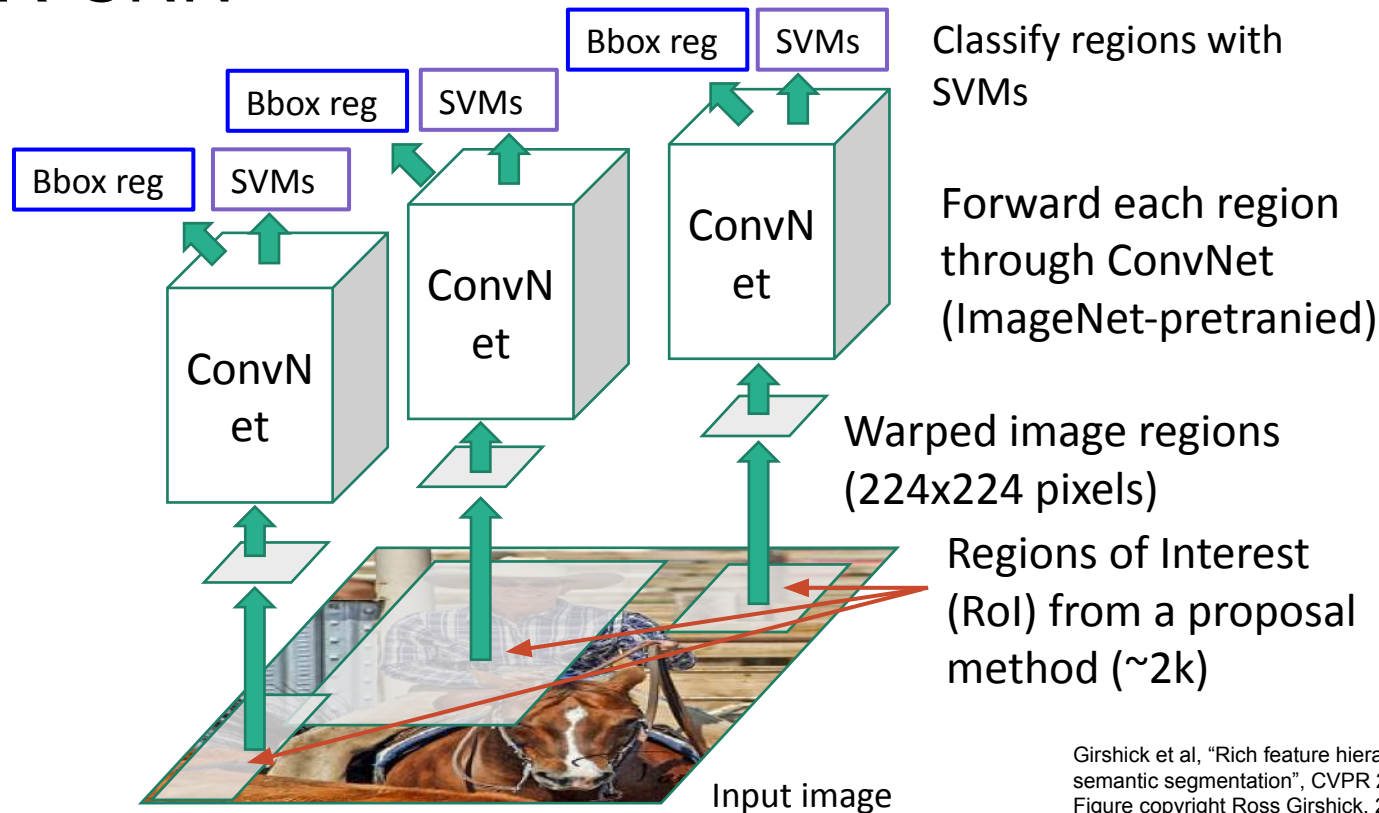 Bbox reg SVMs Classify regions with
SVMs
Bbox reg SVMs
Bbox reg SVMs
Forward each region
through ConvNet
(ImageNet-pretranied)
ConvN
et
ConvN
et
ConvN
et
Warped image regions
(224x224 pixels)
Regions of Interest
(RoI) from a proposal
method (~2k)
Input image
Girshick et al, “Rich feature hiera
semantic segmentation”, CVPR 2
Figure copyright Ross Girshick, 2